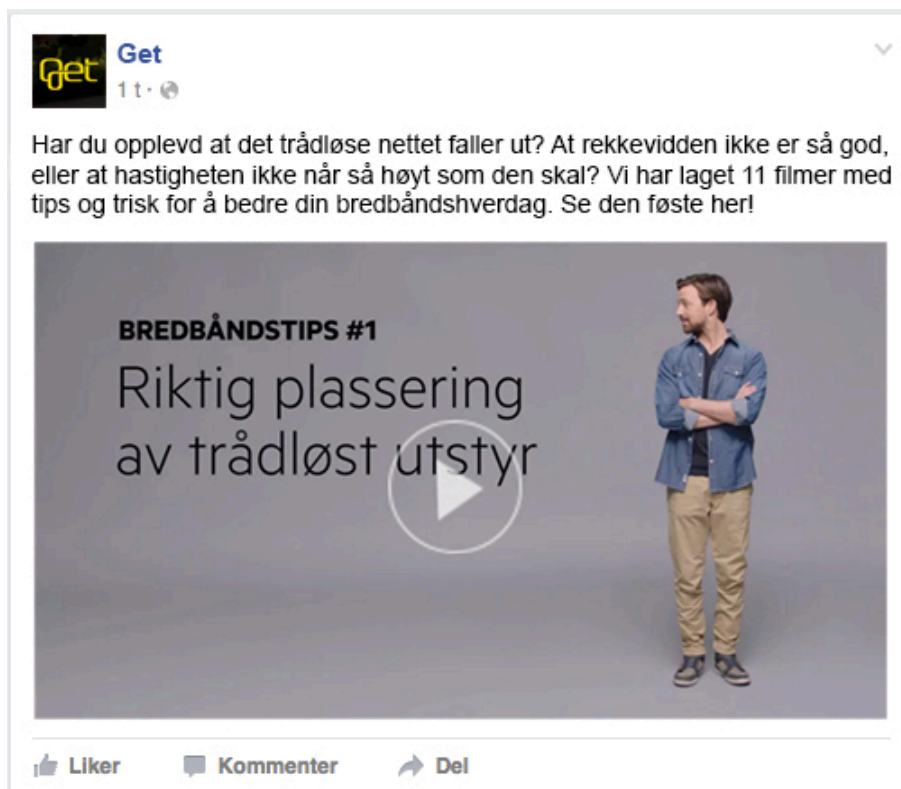 Get
Get
1 t ·
Har du opplevd at det trådløse nettet faller ut? At rekkevidden ikke er så god,
eller at hastigheten ikke når så høyt som den skal? Vi har laget 11 filmer med
tips og trisk for å bedre din bredbåndshverdag. Se den føste her!
BREDBÅNDSTIPS #1
Riktig plassering
av trådløst utstyr
Liker Kommenter Del